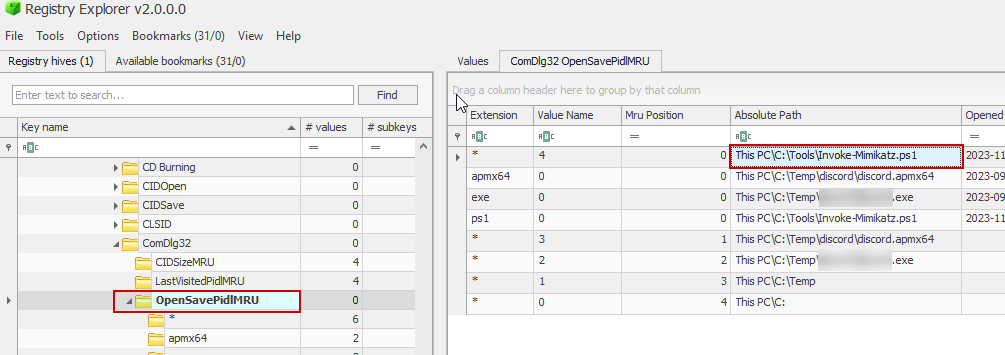 Registry Explorer v2.0.0.0
File Tools Options Bookmarks (31/0) View Help
Registry hives (1) Available bookmarks (31/0)
Enter text to search... Find
Key name # values # subkeys
ABC = =
CD Burning 0
CIDOpen 0
CIDSave 0
CLSID 0
ComDlg32 0
CIDSizeMRU 4
LastVisitedPidlMRU 4
OpenSavePidlMRU 0
* 6
apmx64 2
Values ComDlg32 OpenSavePidlMRU
Drag a column header here to group by that column
Extension Value Name Mru Position Absolute Path Opened
ABC ABC = ABC =
* 4 0 This PC\C:\Tools\Invoke-Mimikatz.ps1 2023-11
apmx64 0 0 This PC\C:\Temp\discord\discord.apmx64 2023-09
exe 0 0 This PC\C:\Temp\ .exe 2023-09
ps1 0 0 This PC\C:\Tools\Invoke-Mimikatz.ps1 2023-11
* 3 1 This PC\C:\Temp\discord\discord.apmx64
* 2 2 This PC\C:\Temp\ .exe
* 1 3 This PC\C:\Temp
* 0 4 This PC\C: